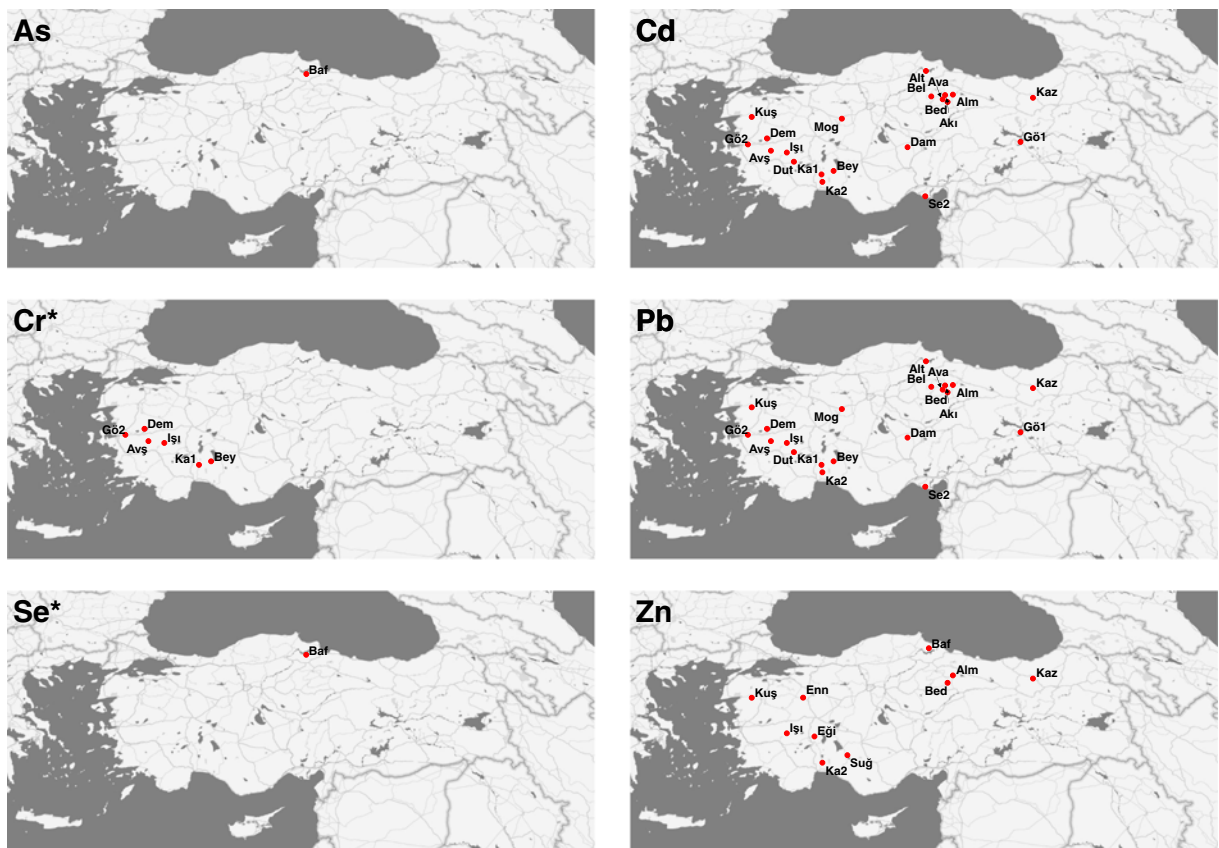 As
Baf
Cd
Alt Ava
Bel
Kaz
Bed
Alm
Kuş
Mog
Akı
Dem
Gö2
Işı
Dam
Gö1
Avş
Dut
Ka1
Bey
Ka2
Se2
Cr*
Dem
Gö2
Işı
Avş
Ka1
Bey
Pb
Alt Ava
Bel
Kaz
Bed
Alm
Kuş
Mog
Akı
Dem
Gö2
Işı
Dam
Gö1
Avş
Dut
Ka1
Bey
Ka2
Se2
Se*
Baf
Zn
Baf
Alm
Kaz
Bed
Kuş
Enn
Işı
Eği
Suğ
Ka2